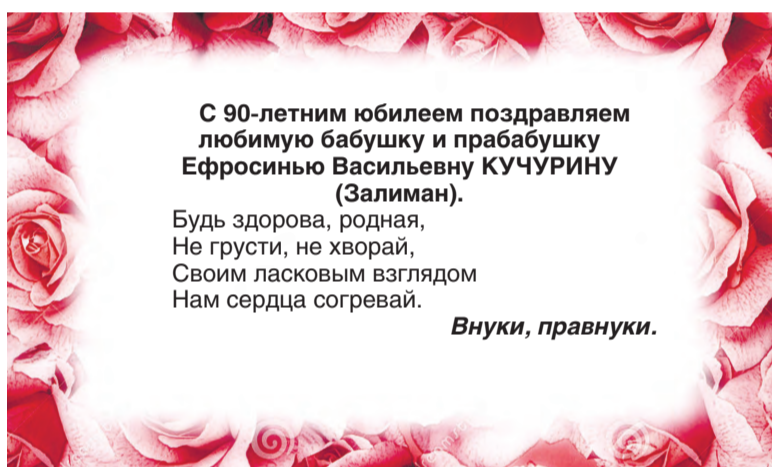 С 90-летним юбилеем поздравляем
любимую бабушку и прабабушку
Ефросинью Васильевну КУЧУРИНУ
(Залиман).
Будь здорова, родная,
Не грусти, не хворай,
Своим ласковым взглядом
Нам сердца согревай.
Внуки, правнуки.